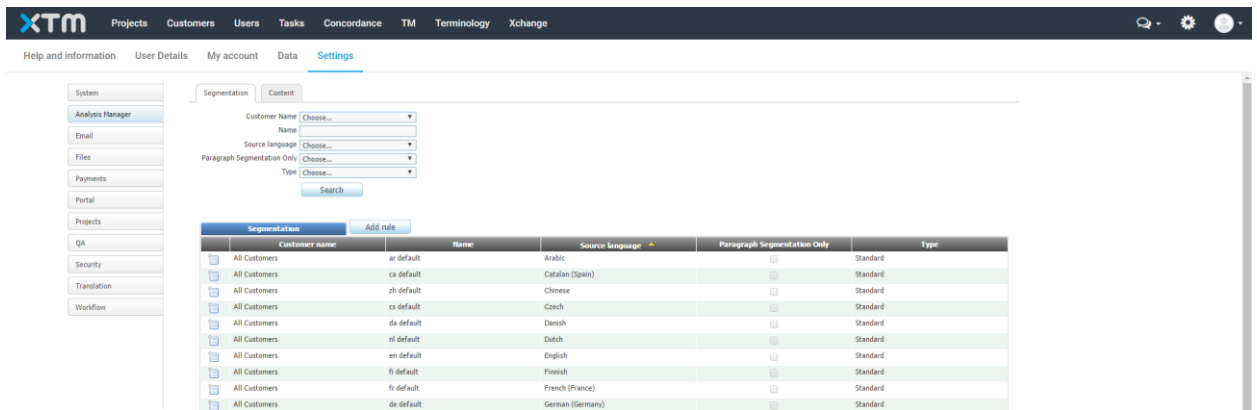 XTM Projects Customers Users Tasks Concordance TM Terminology Xchange
Help and information User Details My account Data Settings
System
Analysis Manager
Email
Files
Payments
Portal
Projects
QA
Security
Translation
Workflow
Segmentation Content
Customer Name Choose...
Name
Source language Choose...
Paragraph Segmentation Only Choose...
Type Choose...
Search
Segmentation Add rule
Customer name Name Source language Paragraph Segmentation Only Type
All Customers ar default Arabic Standard
All Customers ca default Catalan (Spain) Standard
All Customers zh default Chinese Standard
All Customers cs default Czech Standard
All Customers da default Danish Standard
All Customers nl default Dutch Standard
All Customers en default English Standard
All Customers fi default Finnish Standard
All Customers fr default French (France) Standard
All Customers de default German (Germany) Standard